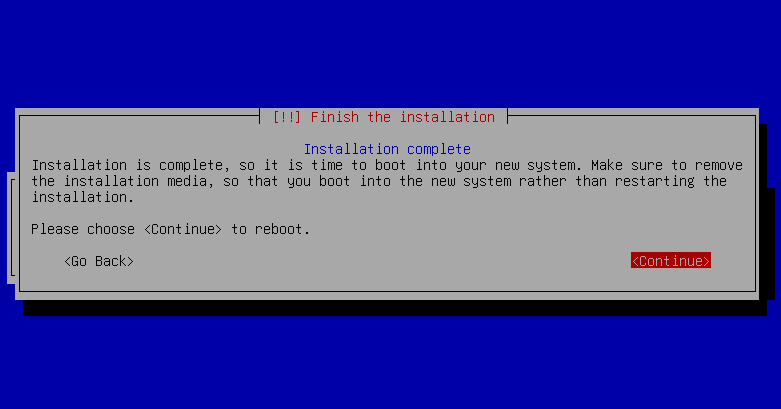 [!!] Finish the installation
Installation complete
Installation is complete, so it is time to boot into your new system. Make sure to remove
the installation media, so that you boot into the new system rather than restarting the
installation.
Please choose <Continue> to reboot.
<Go Back> <Continue>